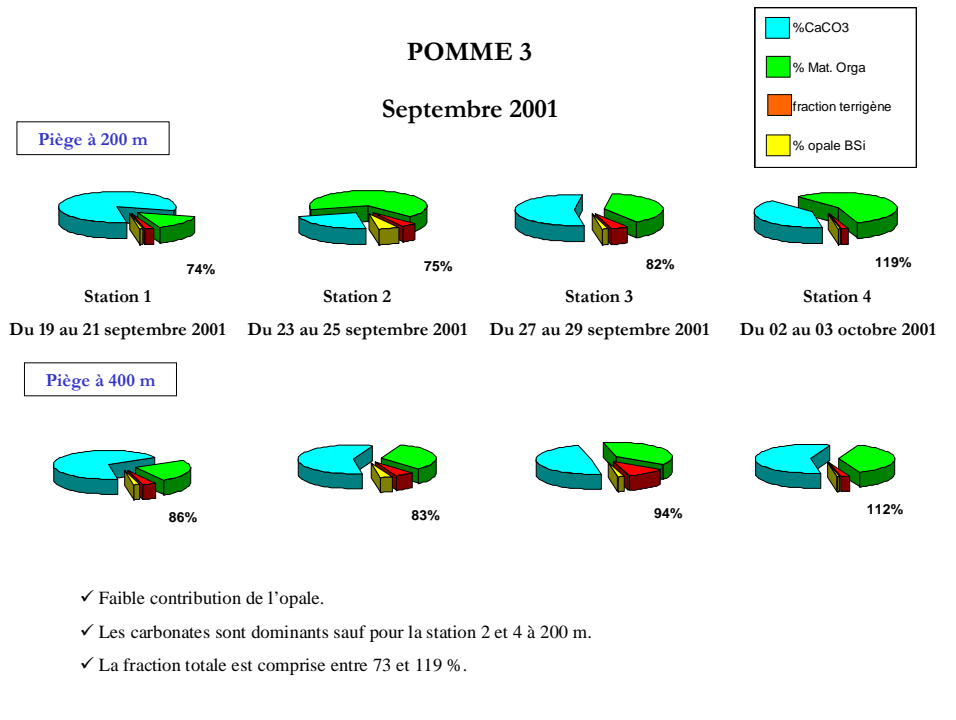 POMME 3
Septembre 2001
%CaCO3
% Mat. Orga
fraction terrigène
% opale BSi
Piège à 200 m
74%
75%
82%
119%
Station 1
Station 2
Station 3
Station 4
Du 19 au 21 septembre 2001
Du 23 au 25 septembre 2001
Du 27 au 29 septembre 2001
Du 02 au 03 octobre 2001
Piège à 400 m
86%
83%
94%
112%
✓ Faible contribution de l’opale.
✓ Les carbonates sont dominants sauf pour la station 2 et 4 à 200 m.
✓ La fraction totale est comprise entre 73 et 119 %.